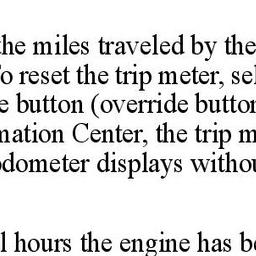 the miles traveled by the
to reset the trip meter, sel
e button (override button
mation Center, the trip m
odometer displays withou
l hours the engine has be